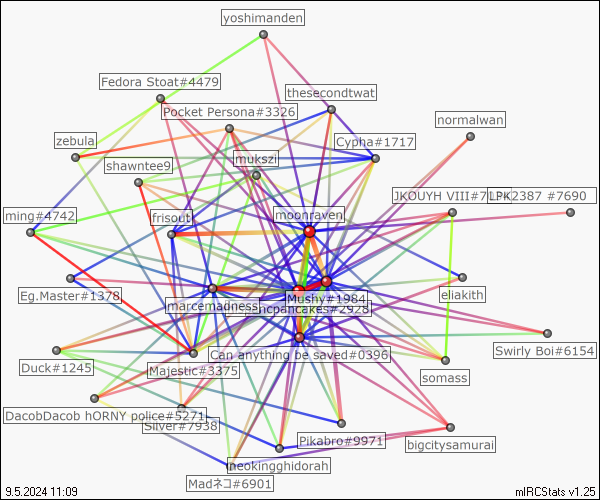 yoshimanden
Fedora Stoat#4479
thesecondtwat
Pocket Persona#3326
normalwan
zebula
Cypha#1717
mukszi
shawntee9
JKOUYH VIII#7
LPK2387 #7690
ming#4742
frisout
moonraven
Eg.Master#1378
eliakith
Mushy#1984
marcemadness
ncpancakes#2928
Swirly Boi#6154
Can anything be saved#0396
Duck#1245
Majestic#3375
somass
DacobDacob hORNY police#5271
Silver#7938
Pikabro#9971
bigcitysamurai
neokingghidorah
Madネコ#6901
9.5.2024 11:09
mIRCStats v1.25